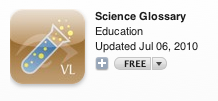 Science Glossary
Education
Updated Jul 06, 2010
FREE
VL